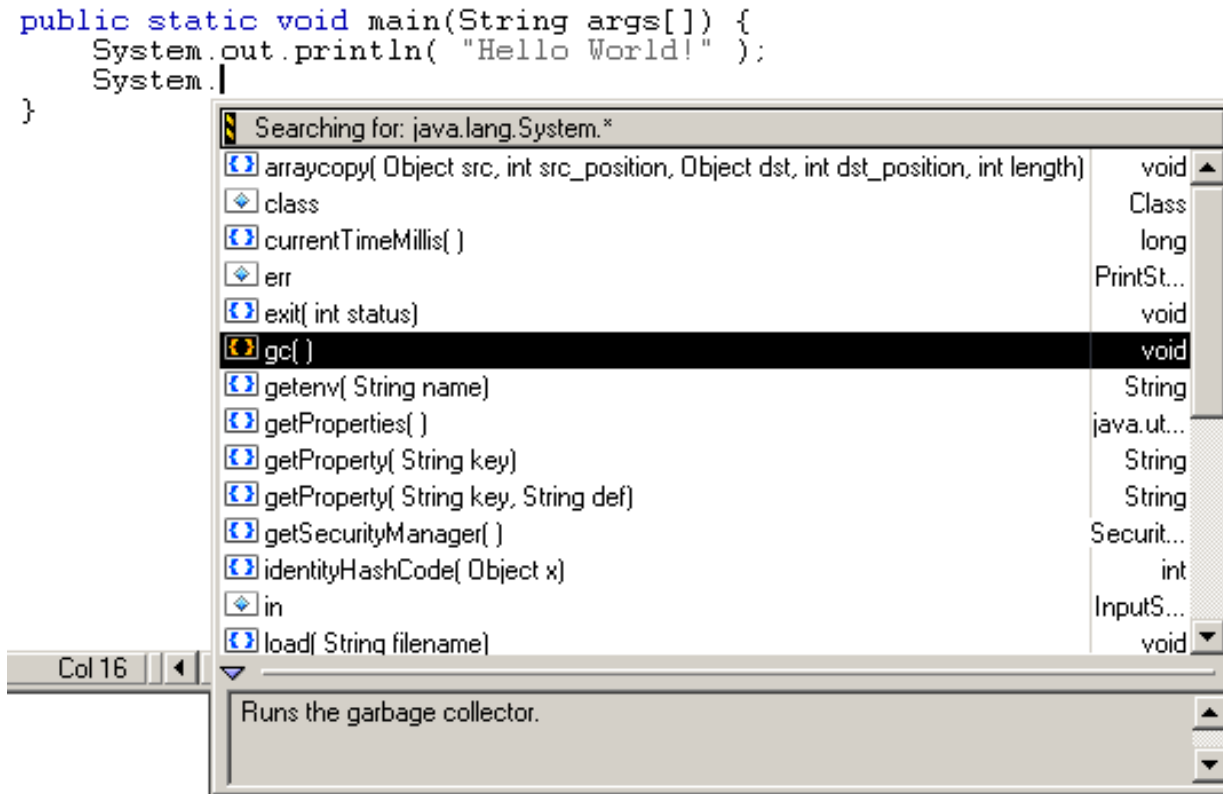 public static void main(String args[]) {
System.out.println( "Hello World!" );
System.
}
Searching for: java.lang.System.*
arraycopy( Object src, int src_position, Object dst, int dst_position, int length) void
class Class
currentTimeMillis( ) long
err PrintSt...
exit( int status) void
gc( ) void
getenv( String name) String
getProperties( ) java.ut...
getProperty( String key) String
getProperty( String key, String def) String
getSecurityManager( ) Securit...
identityHashCode( Object x) int
in InputS...
load( String filename) void
Col 16
Runs the garbage collector.